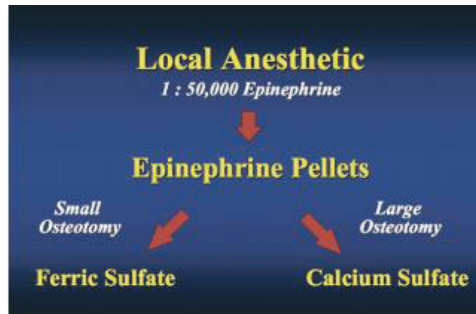 Local Anesthetic
1 : 50,000 Epinephrine
Epinephrine Pellets
Small
Osteotomy
Large
Osteotomy
Ferric Sulfate
Calcium Sulfate